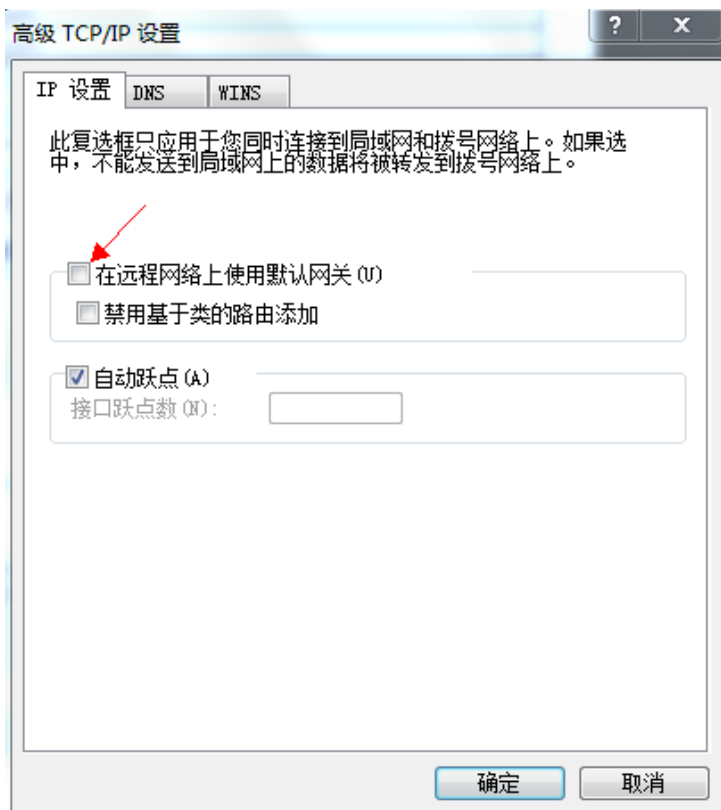 高级 TCP/IP 设置
? X
IP 设置 DNS WINS
此复选框只应用于您同时连接到局域网和拨号网络上。如果选
中，不能发送到局域网上的数据将被转发到拨号网络上。
在远程网络上使用默认网关(U)
禁用基于类的路由添加
自动跃点(A)
接口跃点数(N):
确定 取消